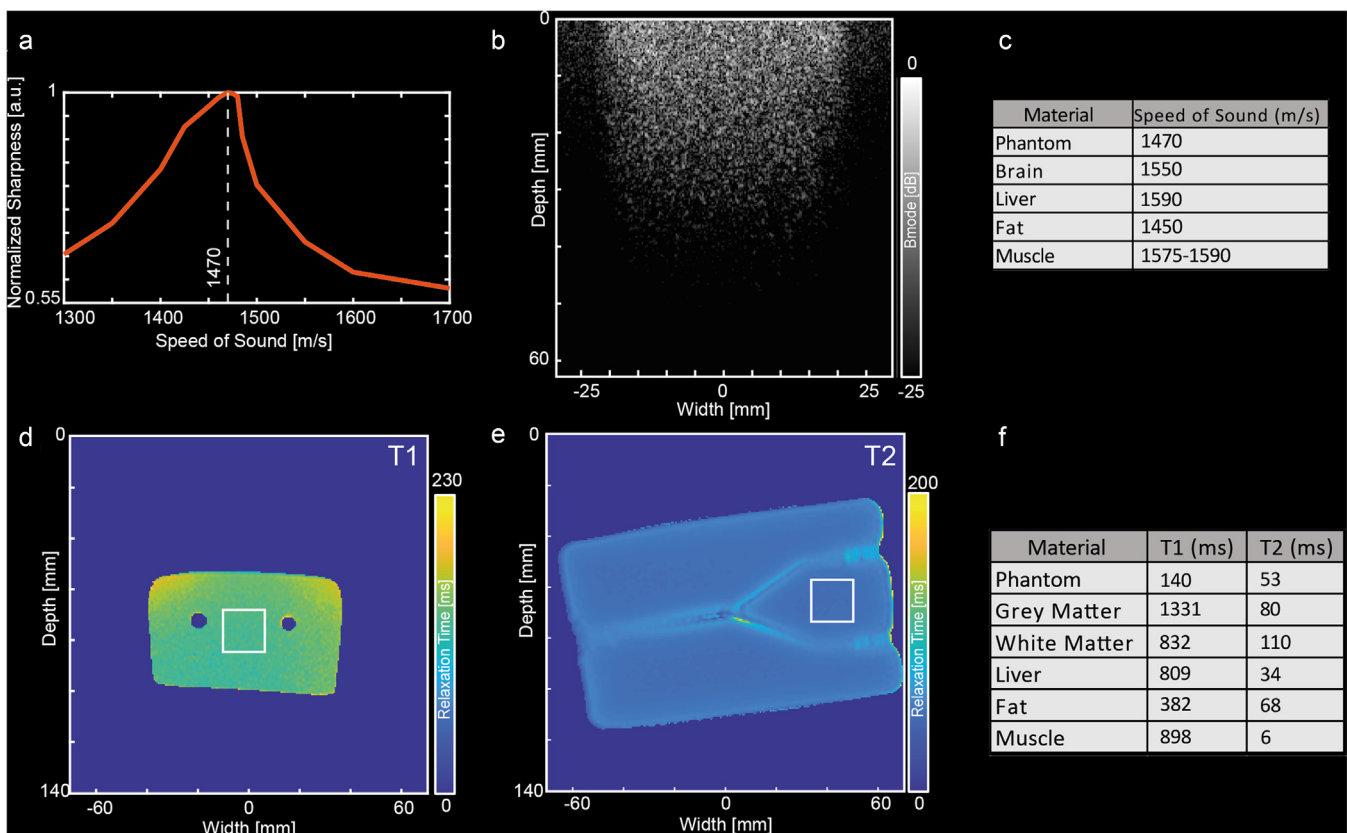 a
Normalized Sharpness [a.u.]
1
0.55
1470
1300 1400 1500 1600 1700
Speed of Sound [m/s]
b
0
Depth [mm]
60
-25 0 25
Width [mm]
0
Bmode [dB]
-25
c
Material Speed of Sound (m/s)
Phantom 1470
Brain 1550
Liver 1590
Fat 1450
Muscle 1575-1590
d
0
T1
Depth [mm]
140
-60 0 60
Width [mm]
230
Relaxation Time [ms]
0
e
0
T2
Depth [mm]
140
-60 0 60
Width [mm]
200
Relaxation Time [ms]
0
f
Material T1 (ms) T2 (ms)
Phantom 140 53
Grey Matter 1331 80
White Matter 832 110
Liver 809 34
Fat 382 68
Muscle 898 6